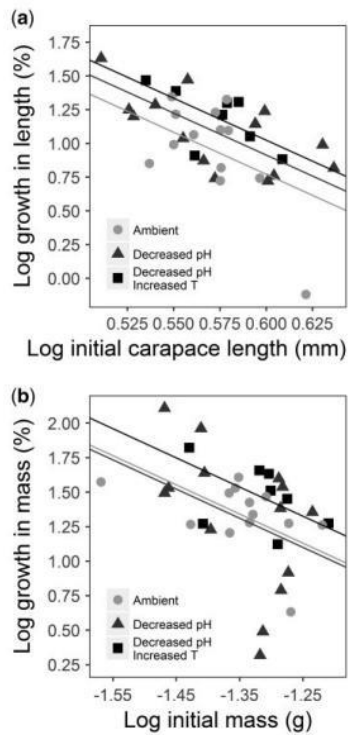 (a)
Log growth in length (%)
1.75
1.50
1.25
1.00
0.75
0.50
0.25
0.00
Ambient
Decreased pH
Decreased pH
Increased T
0.525 0.550 0.575 0.600 0.625
Log initial carapace length (mm)
(b)
Log growth in mass (%)
2.00
1.75
1.50
1.25
1.00
0.75
0.50
0.25
Ambient
Decreased pH
Decreased pH
Increased T
-1.55 -1.45 -1.35 -1.25
Log initial mass (g)